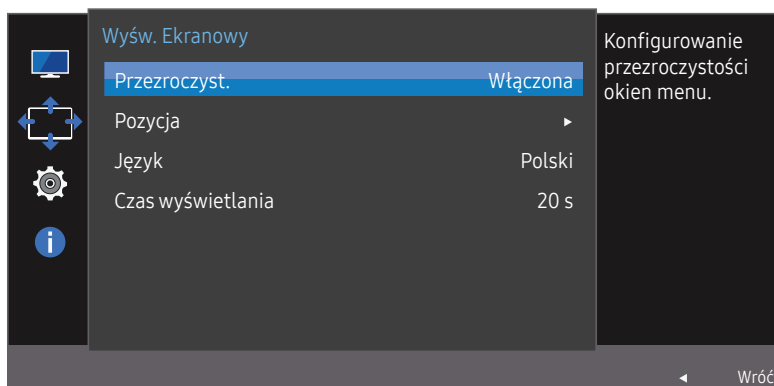 Wyśw. Ekranowy
Przezroczyst. Włączona
Pozycja ►
Język Polski
Czas wyświetlania 20 s
Konfigurowanie
przezroczystości
okien menu.
◄ Wróć